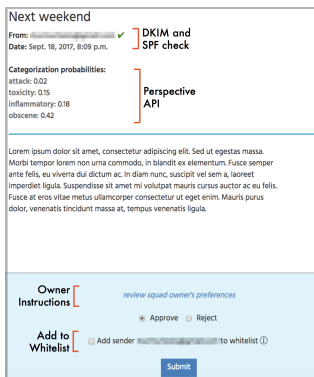 Next weekend
From: ✔
DKIM and
SPF check
Date: Sept. 18, 2017, 8:09 p.m.
Categorization probabilities:
attack: 0.02
toxicity: 0.15
inflammatory: 0.18
obscene: 0.42
Perspective
API
Lorem ipsum dolor sit amet, consectetur adipiscing elit. Sed ut egestas massa.
Morbi tempor lorem non urna commodo, in blandit ex elementum. Fusce semper
ante felis, eu viverra dui dictum ac. In diam nunc, suscipit vel sem a, laoreet
imperdiet ligula. Suspendisse sit amet mi volutpat mauris cursus auctor ac eu felis.
Fusce at eros vitae metus ullamcorper consectetur ut eget enim. Mauris purus
dolor, venenatis tincidunt massa at, tempus venenatis ligula.
Owner
Instructions
review squad owner's preferences
Approve Reject
Add to
Whitelist
Add sender to whitelist ⓘ
Submit